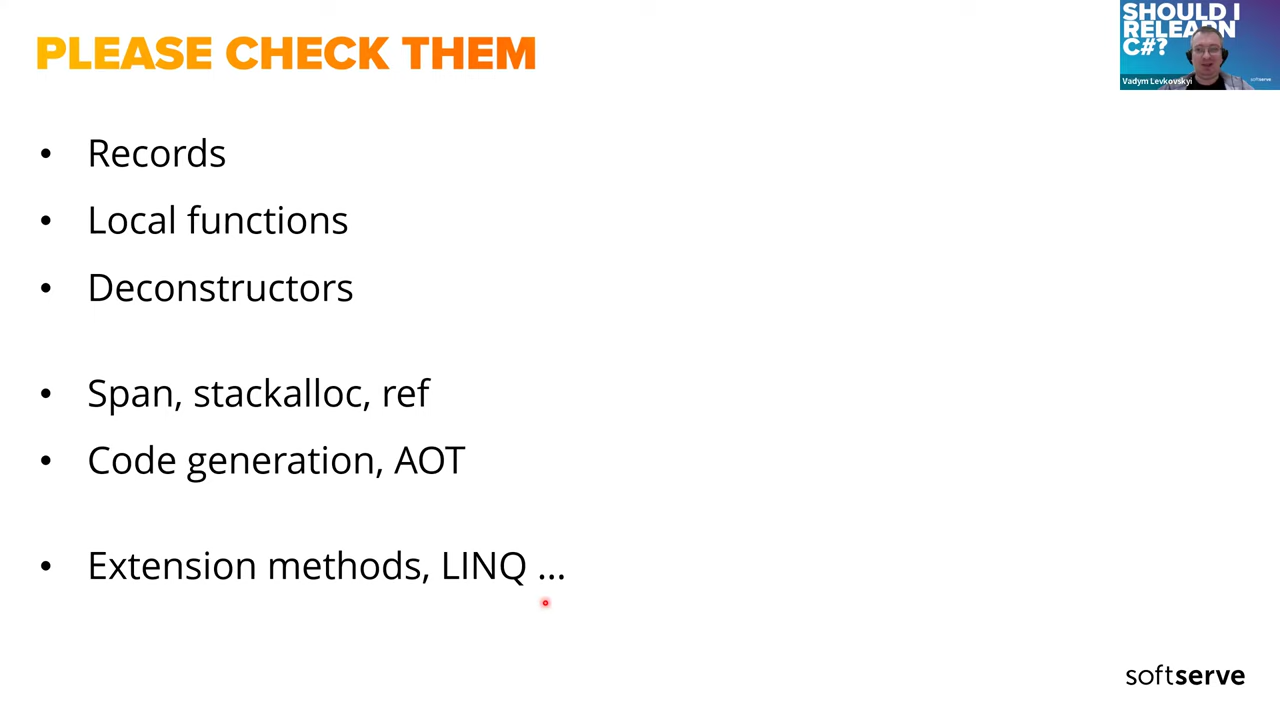 PLEASE CHECK THEM
SHOULD I
RELEARN
C#?
Vadym Levkovskyi
softserve
• Records
• Local functions
• Deconstructors
• Span, stackalloc, ref
• Code generation, AOT
• Extension methods, LINQ ...
softserve